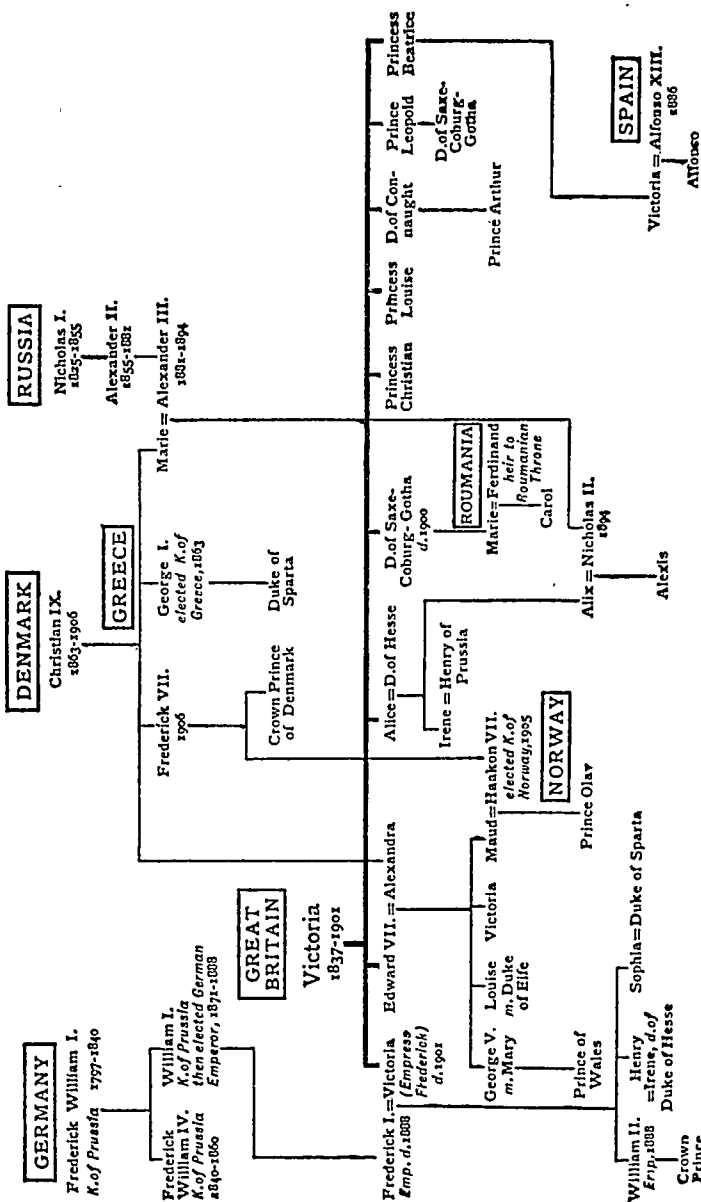 GERMANY
Frederick William I.
K.of Prussia 1797-1840
Frederick
William IV.
K.of Prussia
1840-1860
William I.
K.of Prussia
then elected German
Emperor, 1871-1888
DENMARK
Christian IX.
1863-1906
GREECE
Frederick VII.
1906
George I.
elected K.of
Greece, 1863
Marie = Alexander III.
1881-1894
Crown Prince
of Denmark
Duke of
Sparta
RUSSIA
Nicholas I.
1825-1855
Alexander II.
1855-1881
GREAT
BRITAIN
Victoria
1837-1901
Frederick I.=Victoria
Emp. d,1888
(Empress
Frederick)
d.1901
Edward VII.=Alexandra
Alice=D.of Hesse
D.of Saxe-
Coburg-Gotha
d.1900
Princess
Christian
Princess
Louise
D.of Con-
naught
Prince
Leopold
Princess
Beatrice
George V.
m. Mary
Louise
m. Duke
of Eife
Victoria
Maud=Haakon VII.
elected K.of
Norway,1905
NORWAY
Irene=Henry of
Prussia
ROUMANIA
Marie=Ferdinand
heir to
Roumanian
Throne
Carol
Prince Arthur
D.of Saxe-
Coburg-
Gotha
Prince of
Wales
Prince Olav
Alix=Nicholas II.
1894
Alexis
SPAIN
Victoria=Alfonso XIII.
1886
Alfonso
William II.
Emp,1888
Henry
=Irene, d.of
Duke of Hesse
Sophia=Duke of Sparta
Crown
Prince